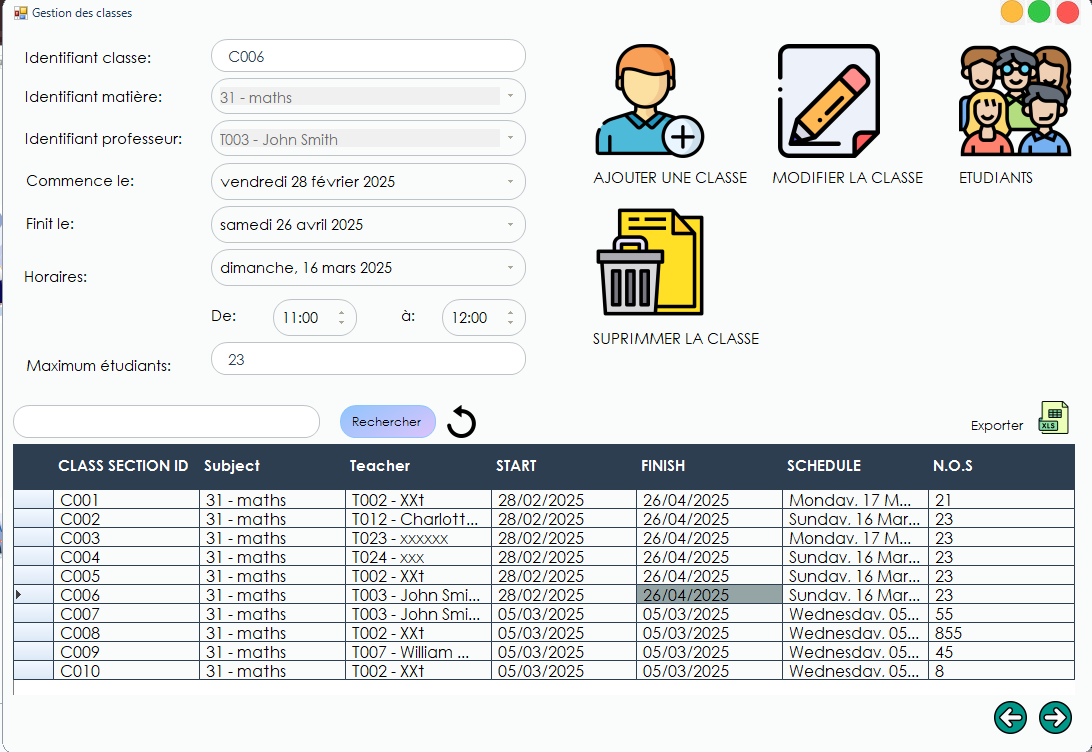 Gestion des classes
Identifiant classe: C006
Identifiant matière: 31 - maths
Identifiant professeur: T003 - John Smith
Commence le: vendredi 28 février 2025
Finit le: samedi 26 avril 2025
Horaires: dimanche, 16 mars 2025
De: 11:00 à: 12:00
Maximum étudiants: 23
AJOUTER UNE CLASSE MODIFIER LA CLASSE ETUDIANTS
SUPRIMMER LA CLASSE
Rechercher Exporter XLS
CLASS SECTION ID Subject Teacher START FINISH SCHEDULE N.O.S
C001 31 - maths T002 - XXt 28/02/2025 26/04/2025 Monday, 17 M... 21
C002 31 - maths T012 - Charlott... 28/02/2025 26/04/2025 Sunday, 16 Mar... 23
C003 31 - maths T023 - xxxxxx 28/02/2025 26/04/2025 Monday, 17 M... 23
C004 31 - maths T024 - xxx 28/02/2025 26/04/2025 Sunday, 16 Mar... 23
C005 31 - maths T002 - XXt 28/02/2025 26/04/2025 Sunday, 16 Mar... 23
C006 31 - maths T003 - John Smi... 28/02/2025 26/04/2025 Sunday, 16 Mar... 23
C007 31 - maths T003 - John Smi... 05/03/2025 05/03/2025 Wednesday, 05... 55
C008 31 - maths T002 - XXt 05/03/2025 05/03/2025 Wednesday, 05... 855
C009 31 - maths T007 - William ... 05/03/2025 05/03/2025 Wednesday, 05... 45
C010 31 - maths T002 - XXt 05/03/2025 05/03/2025 Wednesday, 05... 8